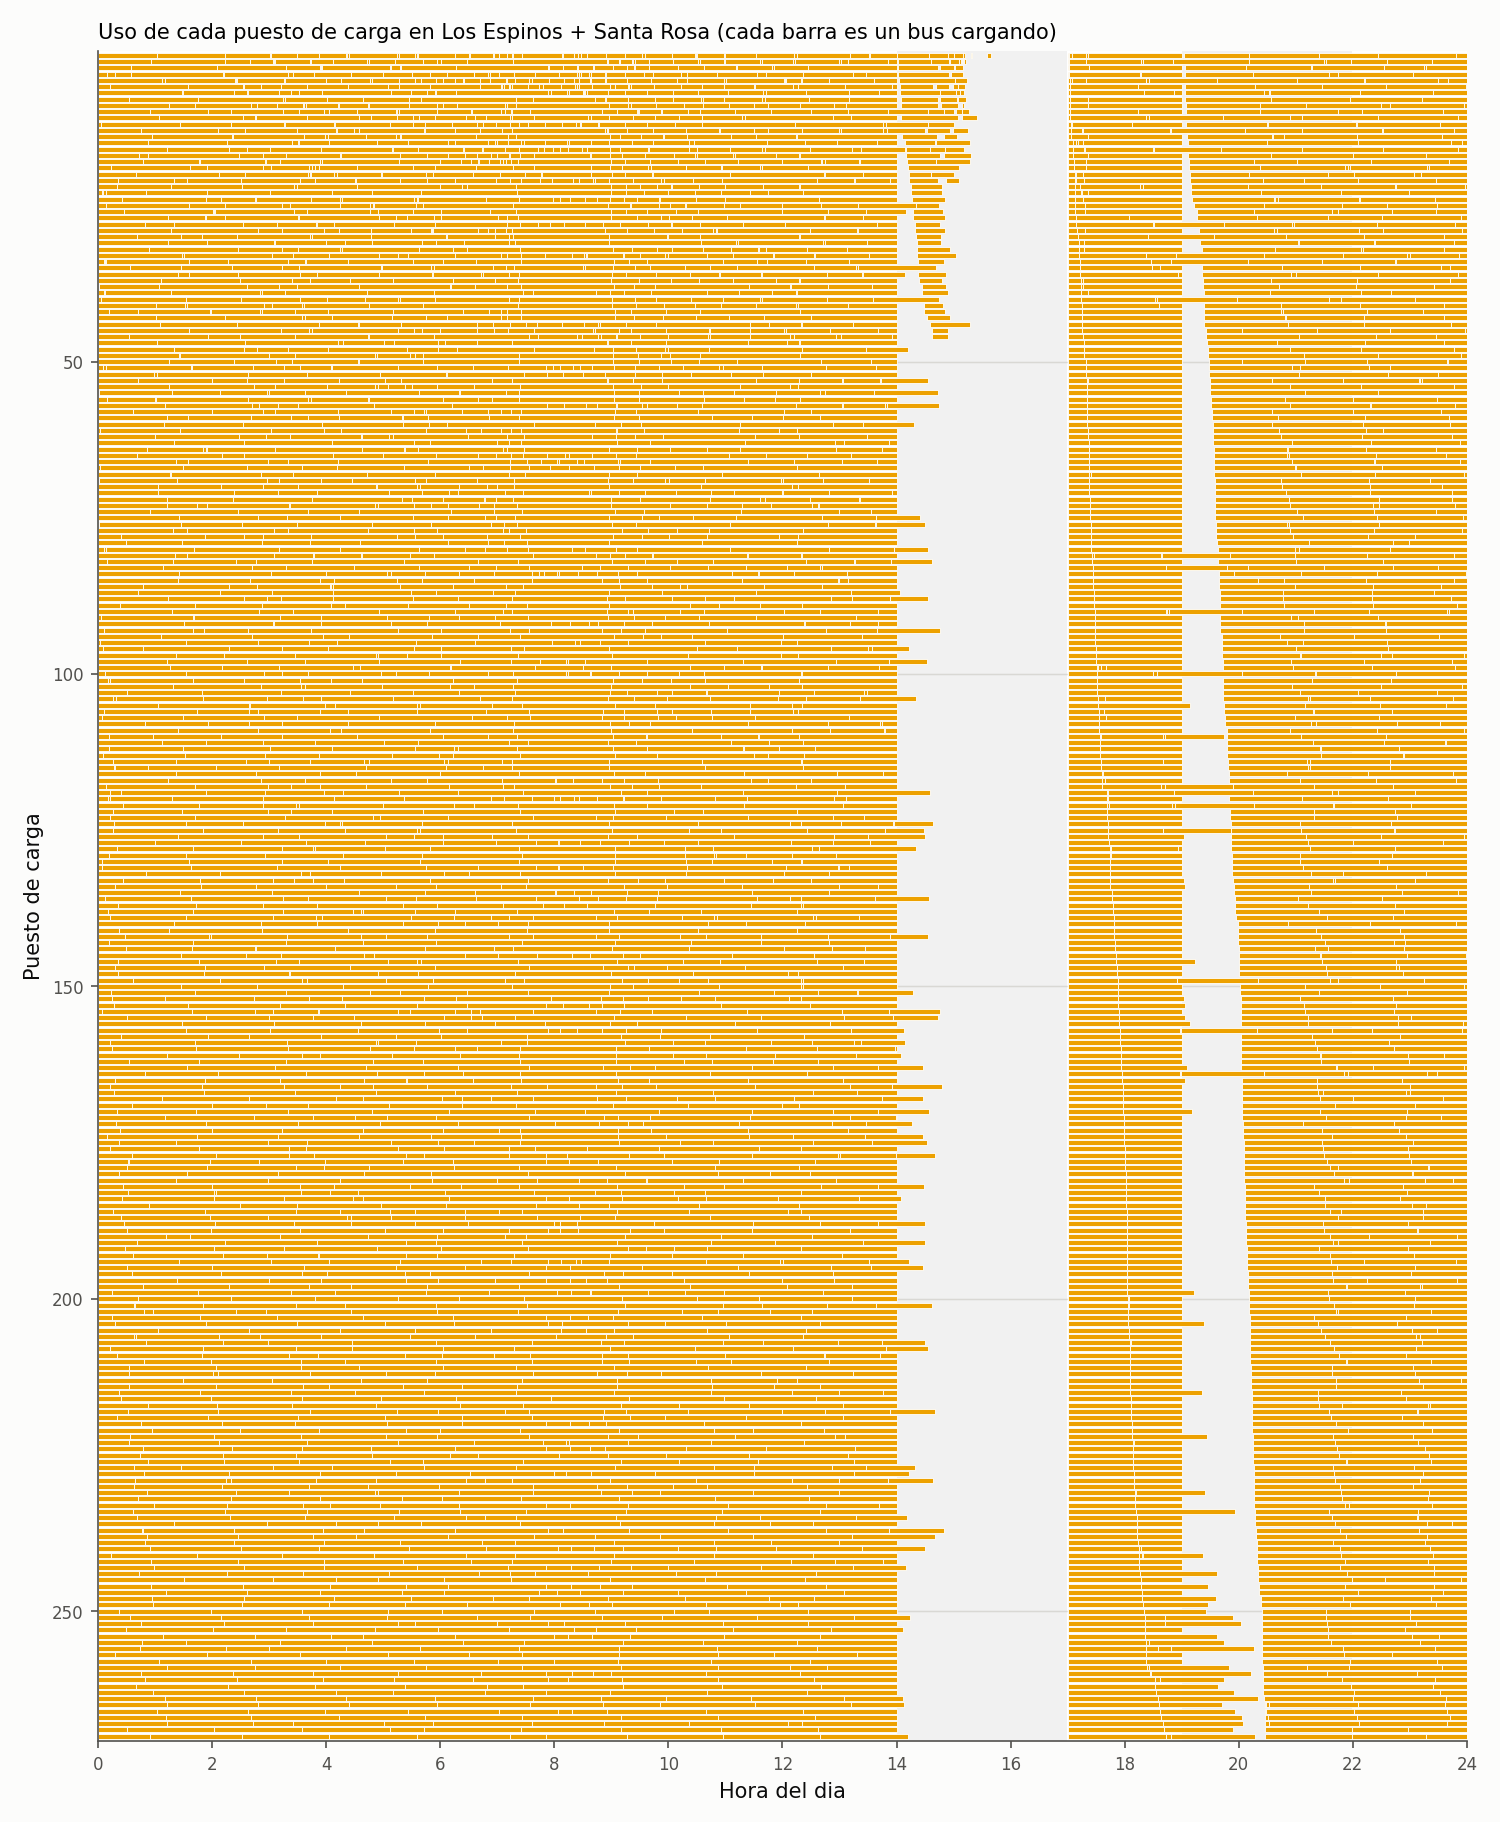 Uso de cada puesto de carga en Los Espinos + Santa Rosa (cada barra es un bus cargando)
50
100
150
200
250
Puesto de carga
0 2 4 6 8 10 12 14 16 18 20 22 24
Hora del dia